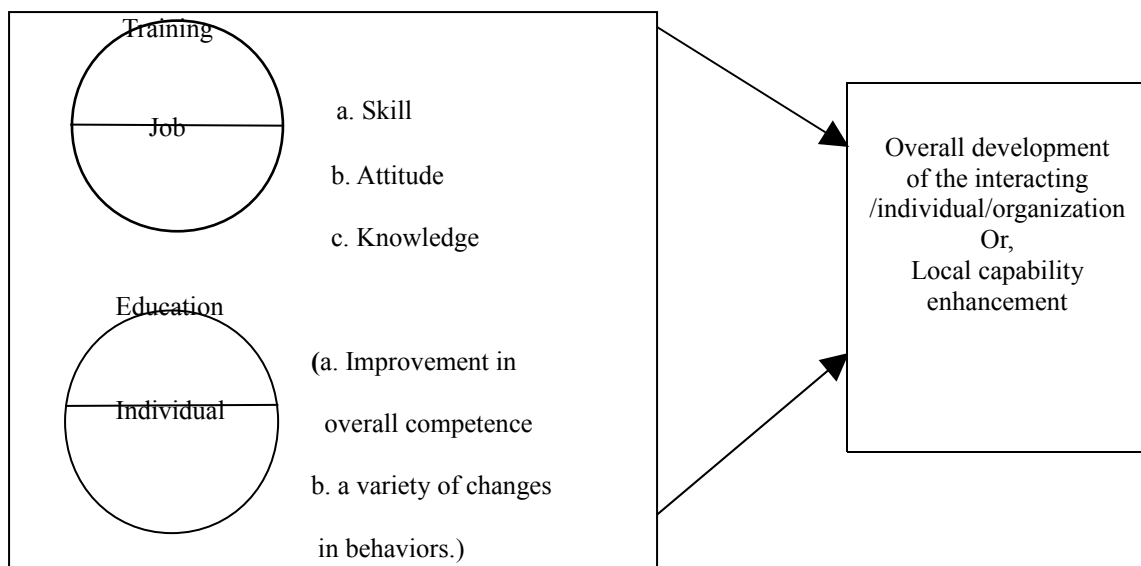 Training
Job
a. Skill
b. Attitude
c. Knowledge
Education
Individual
(a. Improvement in
overall competence
b. a variety of changes
in behaviors.)
Overall development
of the interacting
/individual/organization
Or,
Local capability
enhancement